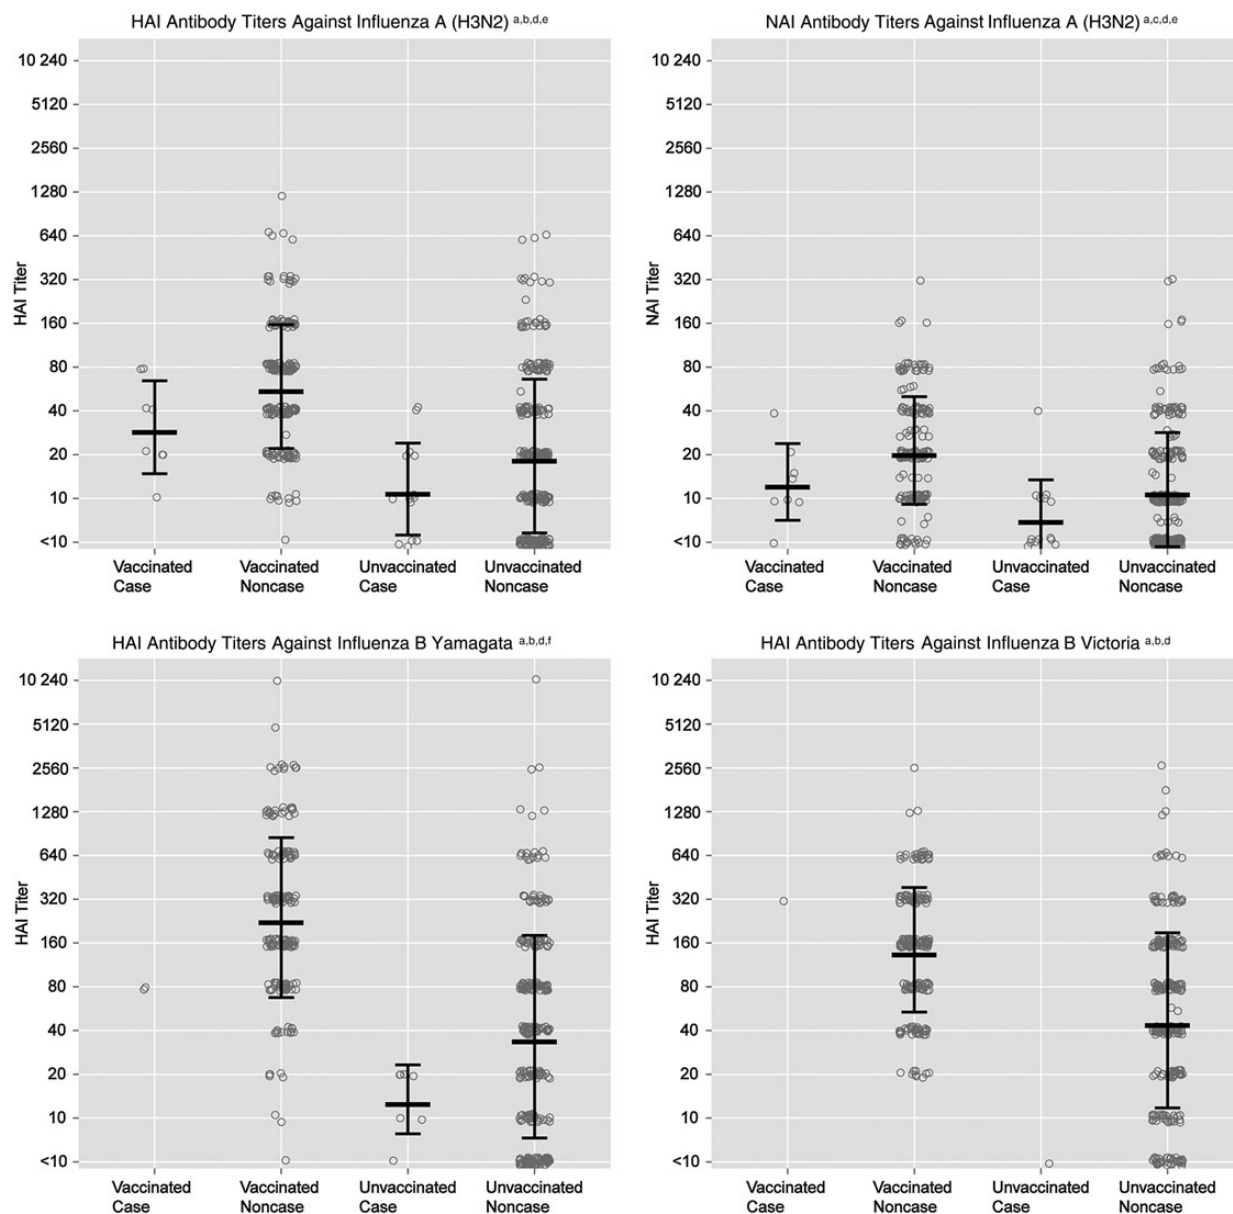 HAI Antibody Titers Against Influenza A (H3N2) a,b,d,e
10 240
5120
2560
1280
640
320
160
80
40
20
10
<10
HAI Titer
Vaccinated Case
Vaccinated Noncase
Unvaccinated Case
Unvaccinated Noncase
NAI Antibody Titers Against Influenza A (H3N2) a,c,d,e
10 240
5120
2560
1280
640
320
160
80
40
20
10
<10
NAI Titer
Vaccinated Case
Vaccinated Noncase
Unvaccinated Case
Unvaccinated Noncase
HAI Antibody Titers Against Influenza B Yamagata a,b,d,f
10 240
5120
2560
1280
640
320
160
80
40
20
10
<10
HAI Titer
Vaccinated Case
Vaccinated Noncase
Unvaccinated Case
Unvaccinated Noncase
HAI Antibody Titers Against Influenza B Victoria a,b,d
10 240
5120
2560
1280
640
320
160
80
40
20
10
<10
HAI Titer
Vaccinated Case
Vaccinated Noncase
Unvaccinated Case
Unvaccinated Noncase